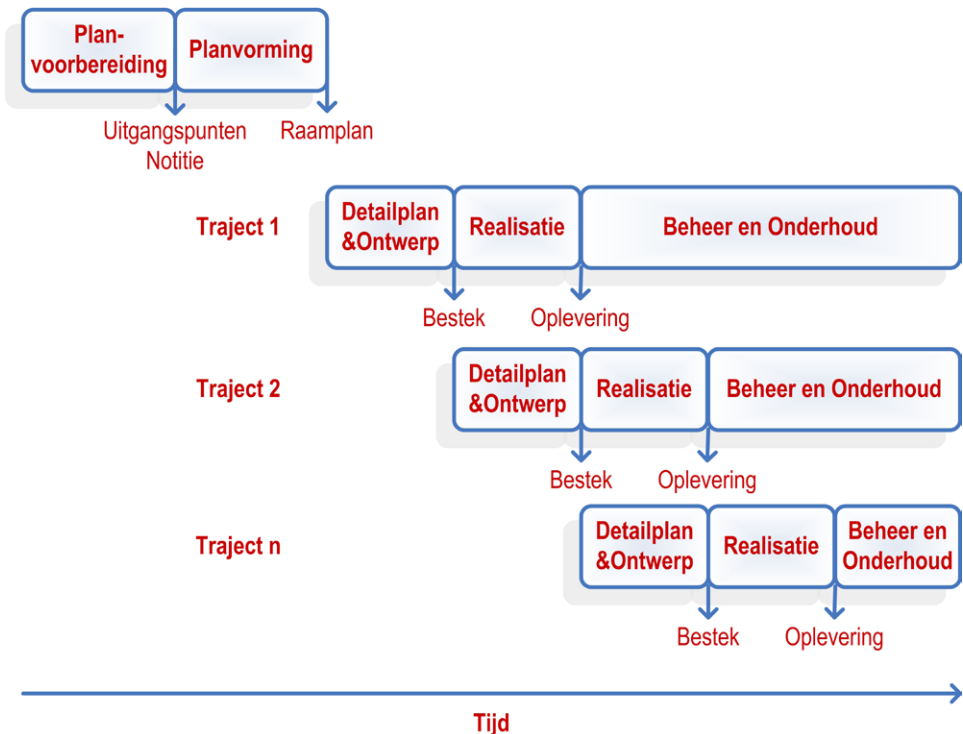 Plan-
voorbereiding
Planvorming
Uitgangspunten
Notitie
Raamplan
Traject 1
Detailplan
&Ontwerp
Realisatie
Beheer en Onderhoud
Bestek
Oplevering
Traject 2
Detailplan
&Ontwerp
Realisatie
Beheer en Onderhoud
Bestek
Oplevering
Traject n
Detailplan
&Ontwerp
Realisatie
Beheer en
Onderhoud
Bestek
Oplevering
Tijd